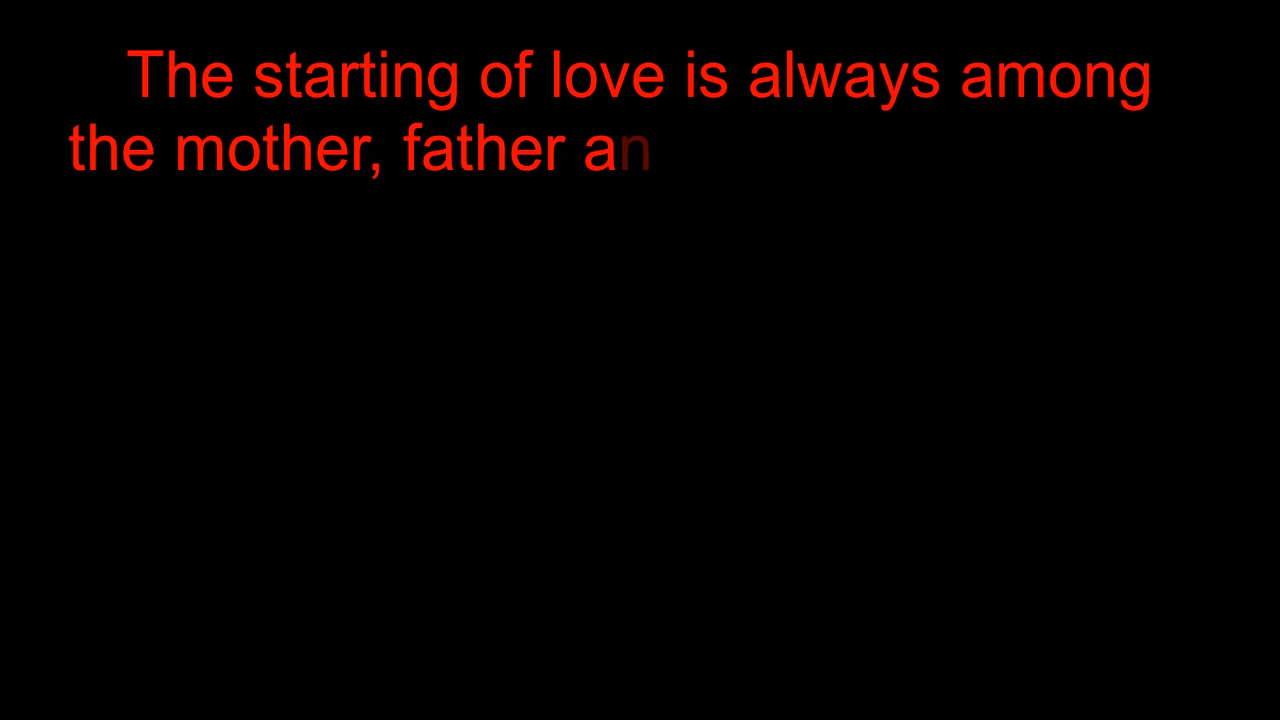 The starting of love is always among
the mother, father an